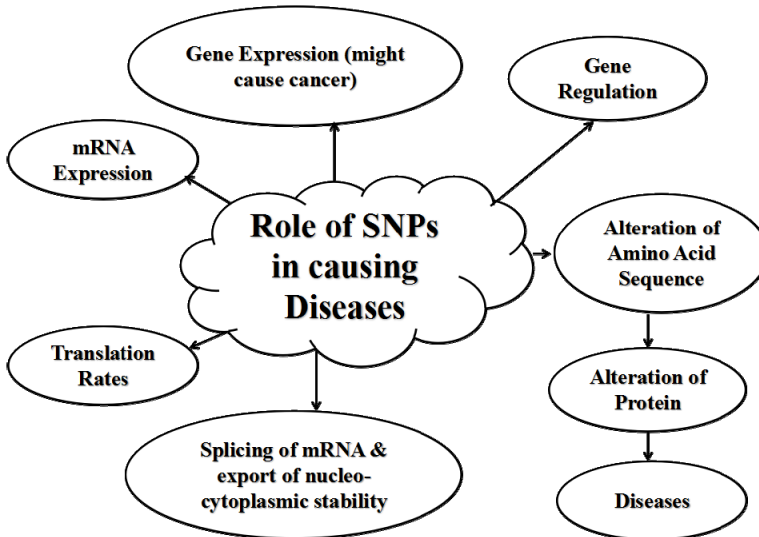 Gene Expression (might
cause cancer)
Gene
Regulation
mRNA
Expression
Role of SNPs
in causing
Diseases
Alteration of
Amino Acid
Sequence
Translation
Rates
Alteration of
Protein
Splicing of mRNA &
export of nucleo-
cytoplasmic stability
Diseases